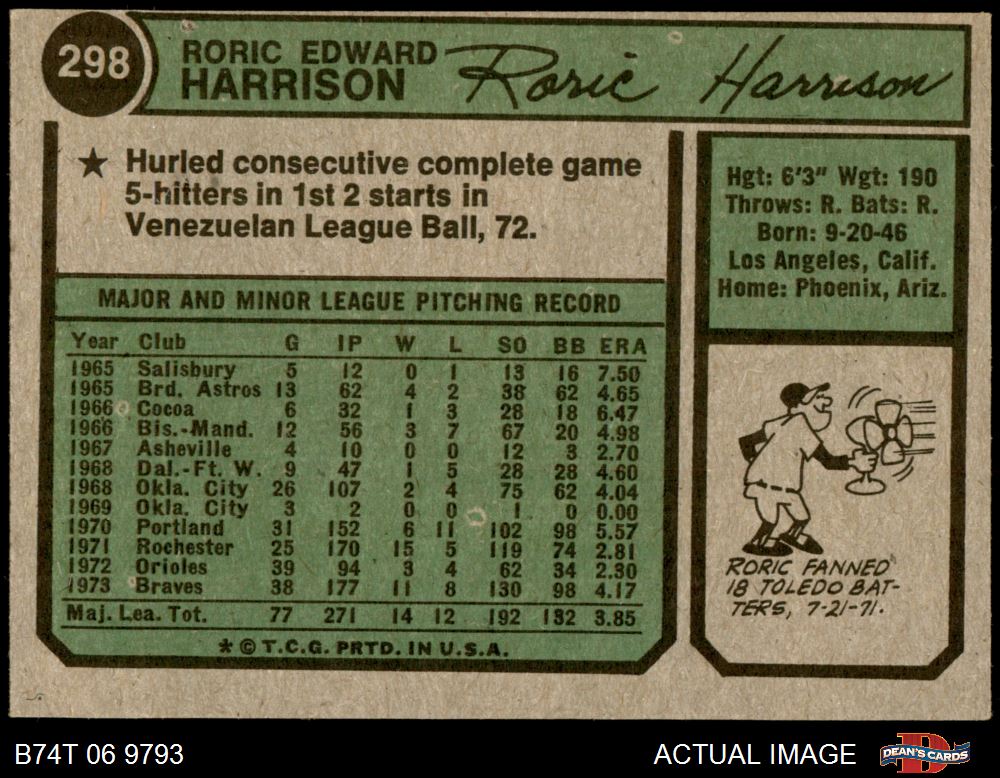 298
RORIC EDWARD
HARRISON
Roric Harrison
★ Hurled consecutive complete game
5-hitters in 1st 2 starts in
Venezuelan League Ball, 72.
Hgt: 6'3" Wgt: 190
Throws: R. Bats: R.
Born: 9-20-46
Los Angeles, Calif.
Home: Phoenix, Ariz.
MAJOR AND MINOR LEAGUE PITCHING RECORD
Year Club G IP W L SO BB ERA
1965 Salisbury 5 12 0 1 13 16 7.50
1965 Brd. Astros 13 62 4 2 38 62 4.65
1966 Cocoa 6 32 1 3 28 18 6.47
1966 Bis.-Mand. 12 56 3 7 67 20 4.98
1967 Asheville 4 10 0 0 12 3 2.70
1968 Dal.-Ft. W. 9 47 1 5 28 28 4.60
1968 Okla. City 26 107 2 4 75 62 4.04
1969 Okla. City 3 2 0 0 1 0 0.00
1970 Portland 31 152 6 11 102 98 5.57
1971 Rochester 25 170 15 5 119 74 2.81
1972 Orioles 39 94 3 4 62 34 2.30
1973 Braves 38 177 11 8 130 98 4.17
Maj. Lea. Tot. 77 271 14 12 192 132 3.85
* © T.C.G. PRTD. IN U.S.A.
RORIC FANNED
18 TOLEDO BAT-
TERS, 7-21-71.
B74T 06 9793
ACTUAL IMAGE
DEAN'S CARDS